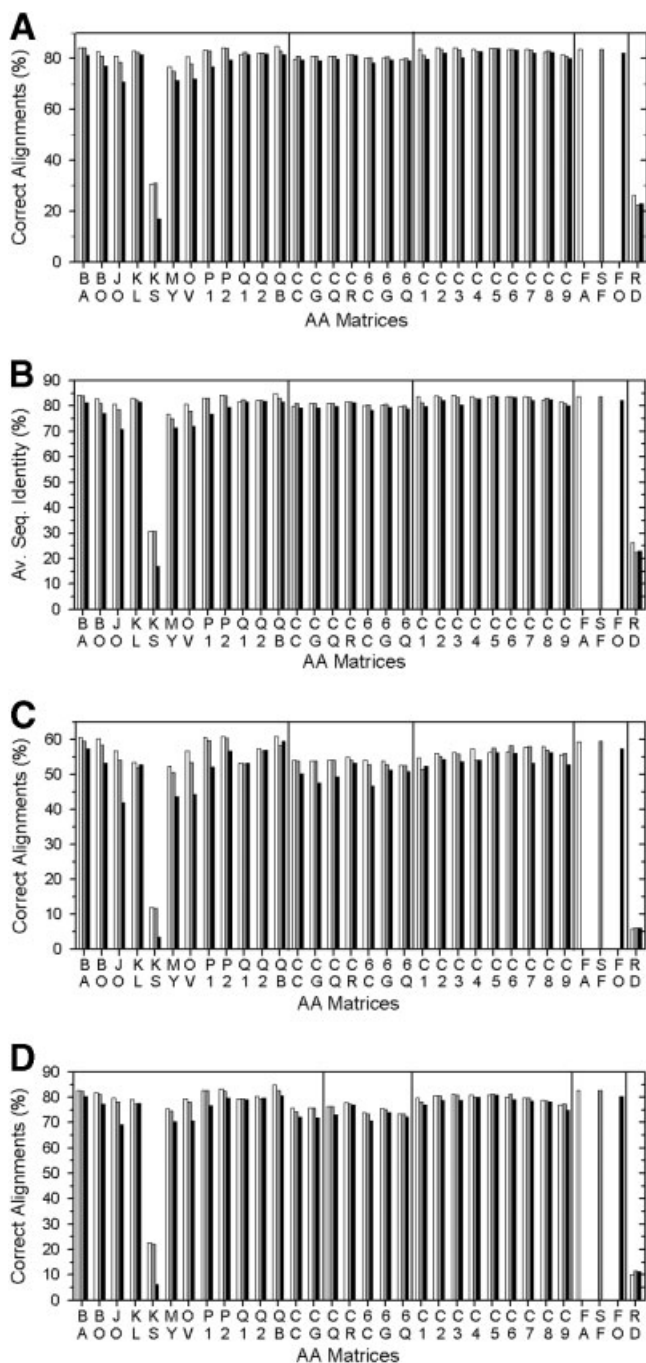 A
Correct Alignments (%)
80
60
40
20
0
B B J K K M O P P Q Q Q C C C C 6 6 6 C C C C C C C C C F S F R
A O O L S Y V 1 2 1 2 B C G Q R C G Q 1 2 3 4 5 6 7 8 9 A F O D
AA Matrices
B
Av. Seq. Identity (%)
90
80
70
60
50
40
30
20
10
0
B B J K K M O P P Q Q Q C C C C 6 6 6 C C C C C C C C C F S F R
A O O L S Y V 1 2 1 2 B C G Q R C G Q 1 2 3 4 5 6 7 8 9 A F O D
AA Matrices
C
Correct Alignments (%)
60
50
40
30
20
10
0
B B J K K M O P P Q Q Q C C C C 6 6 6 C C C C C C C C C F S F R
A O O L S Y V 1 2 1 2 B C G Q R C G Q 1 2 3 4 5 6 7 8 9 A F O D
AA Matrices
D
Correct Alignments (%)
90
80
70
60
50
40
30
20
10
0
B B J K K M O P P Q Q Q C C C C 6 6 6 C C C C C C C C C F S F R
A O O L S Y V 1 2 1 2 B C G Q R C G Q 1 2 3 4 5 6 7 8 9 A F O D
AA Matrices